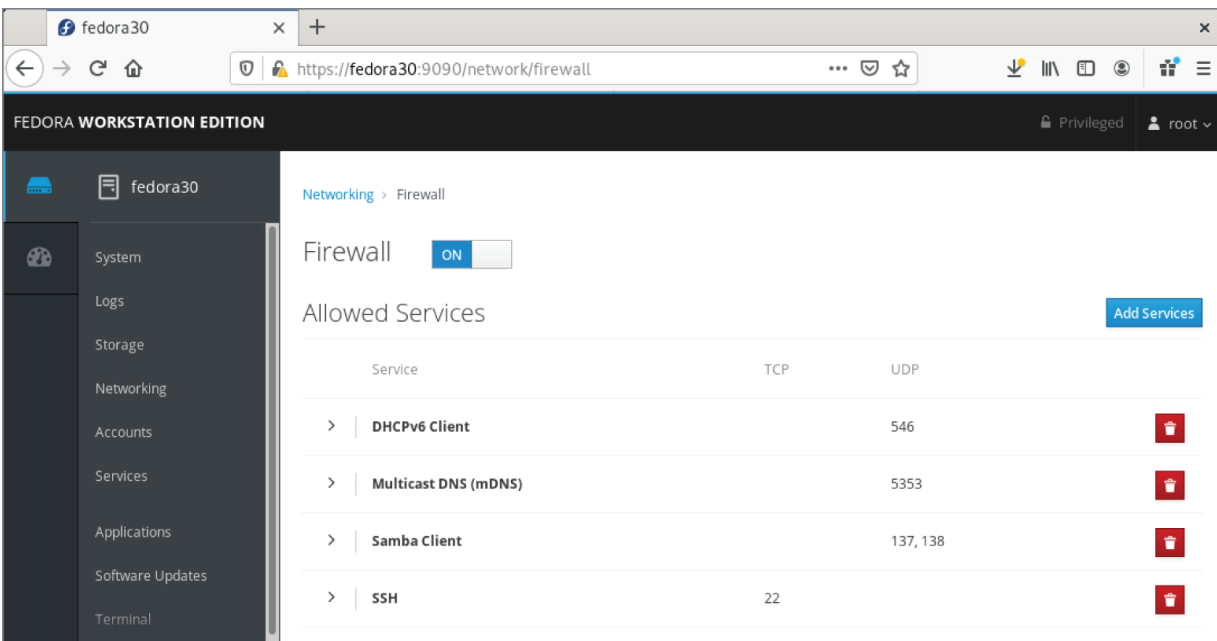 fedora30
https://fedora30:9090/network/firewall
FEDORA WORKSTATION EDITION
Privileged
root
fedora30
System
Logs
Storage
Networking
Accounts
Services
Applications
Software Updates
Terminal
Networking > Firewall
Firewall ON
Allowed Services
Add Services
Service TCP UDP
DHCPv6 Client 546
Multicast DNS (mDNS) 5353
Samba Client 137, 138
SSH 22